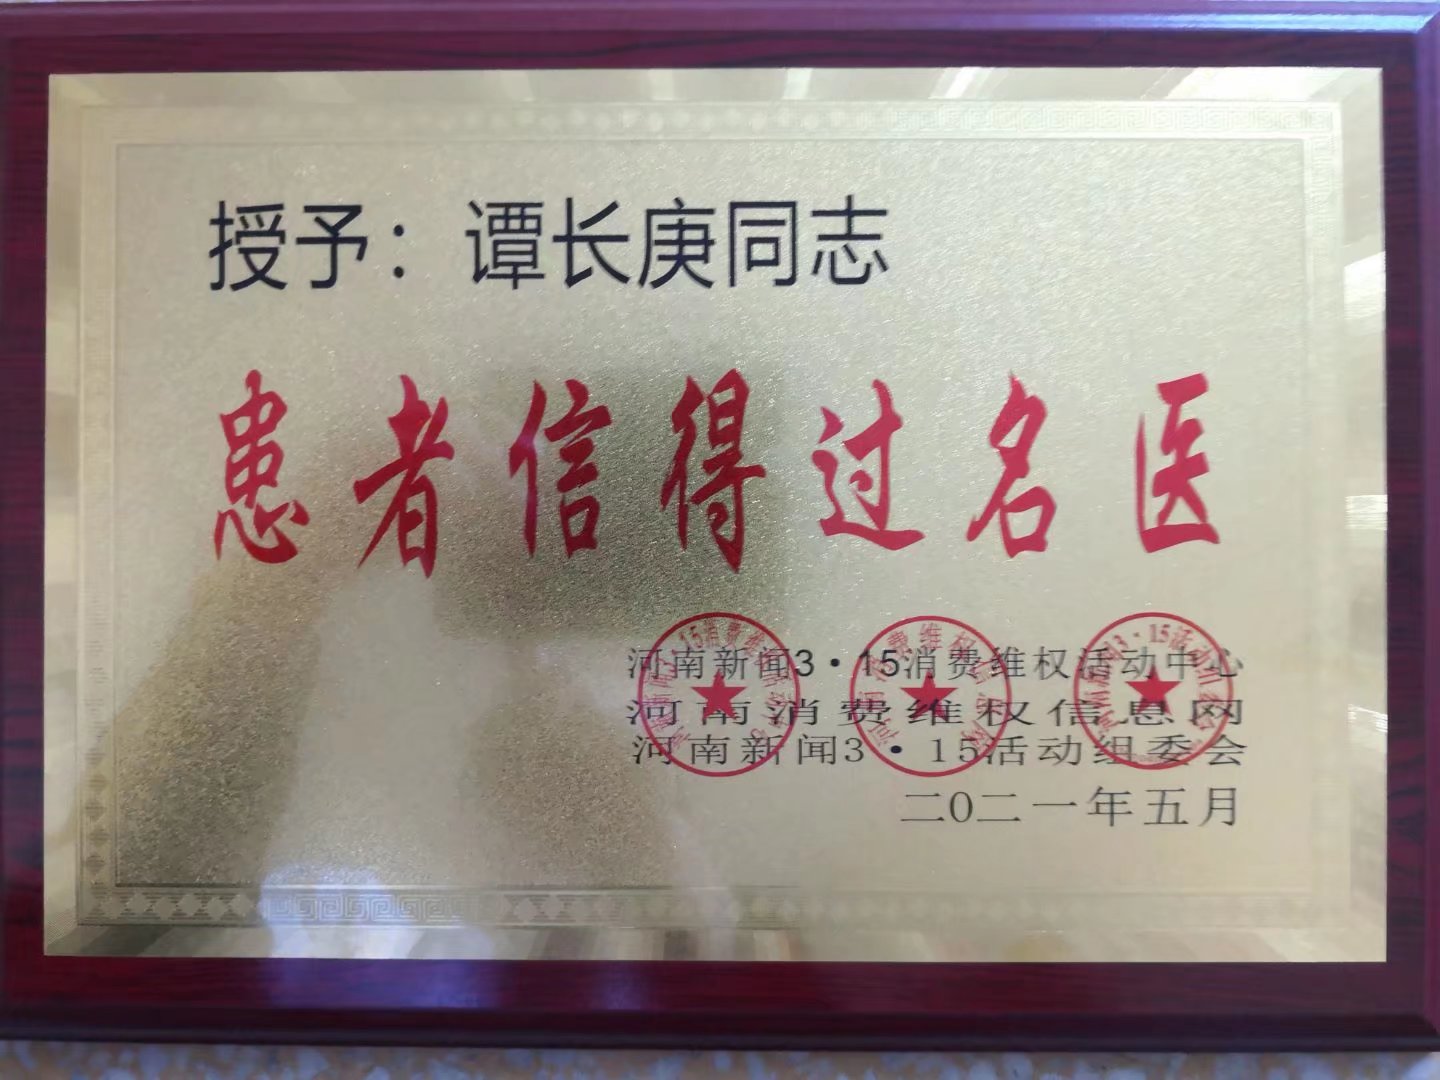 授予：谭长庚同志
患者信得过名医
河南新闻3·15消费维权活动中心
河南消费维权信息网
河南新闻3·15活动组委会
二〇二一年五月